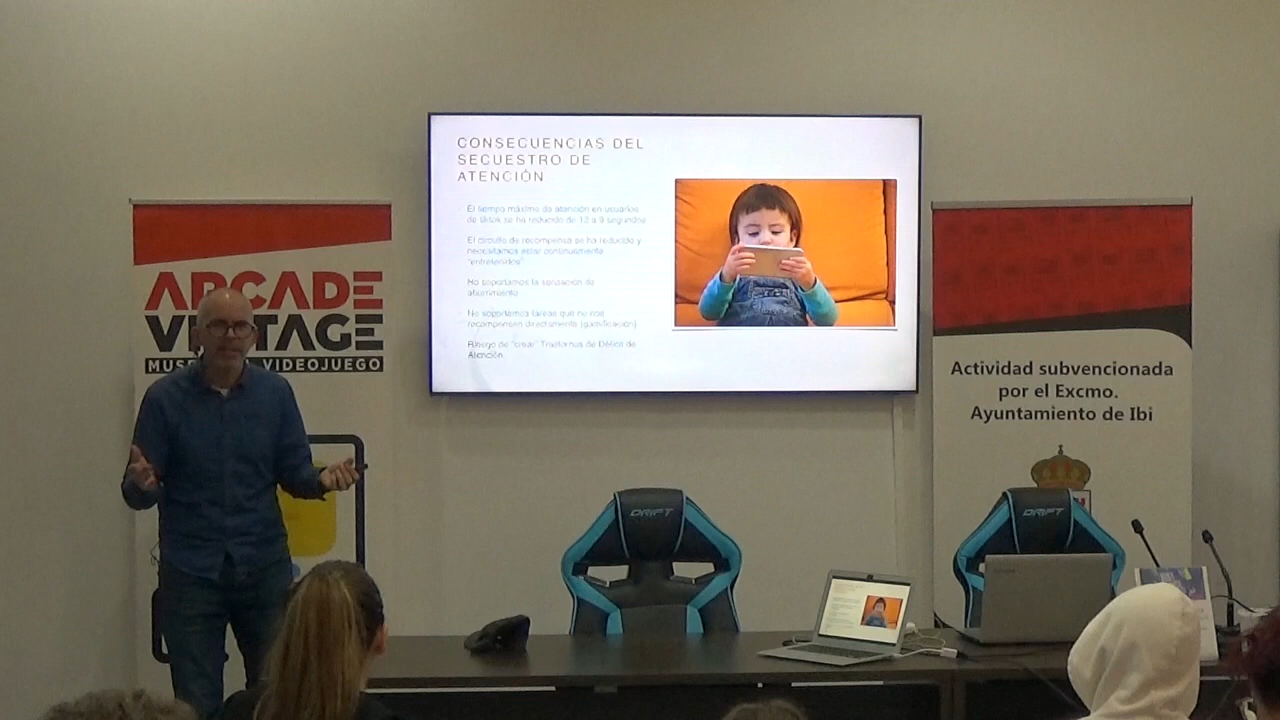 CONSECUENCIAS DEL
SECUESTRO DE
ATENCIÓN
El tiempo máximo de atención en usuarios
de tiktok se ha reducido de 12 a 9 segundos
El circuito de recompensa se ha reducido y
necesitamos estar continuamente
"entretenidos"
No soportamos la sensación de
aburrimiento
No soportamos tareas que no nos
recompensen directamente (gamificación)
Riesgo de "crear" Trastornos de Déficit de
Atención
ARCADE
VINTAGE
VIDEOJUEGO
Actividad subvencionada
por el Excmo.
Ayuntamiento de Ibi
DRIFT
DRIFT